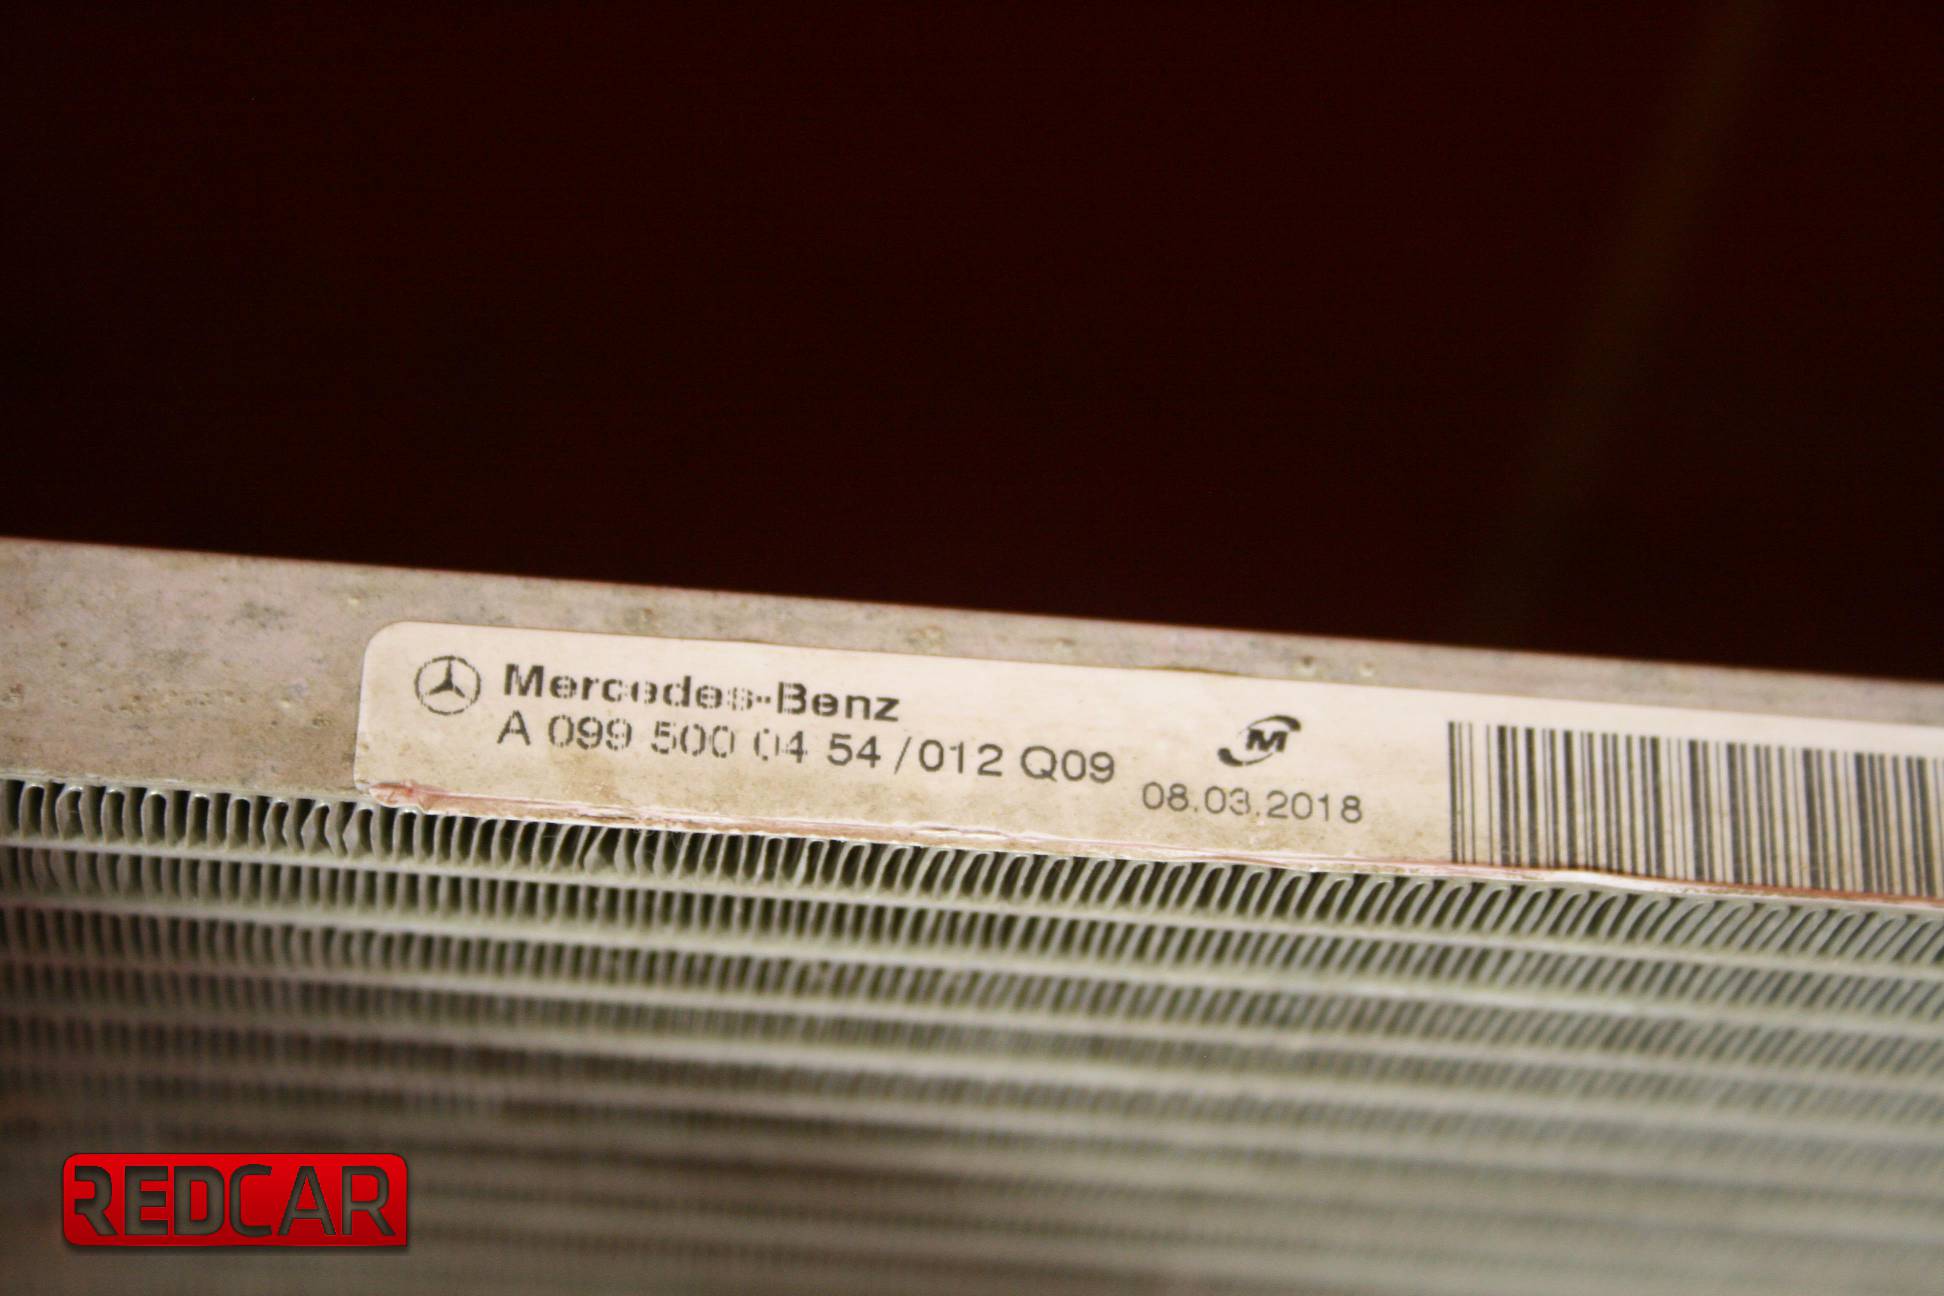 Mercedes-Benz
A 099 500 04 54 / 012 Q09
M
08.03.2018
REDCAR